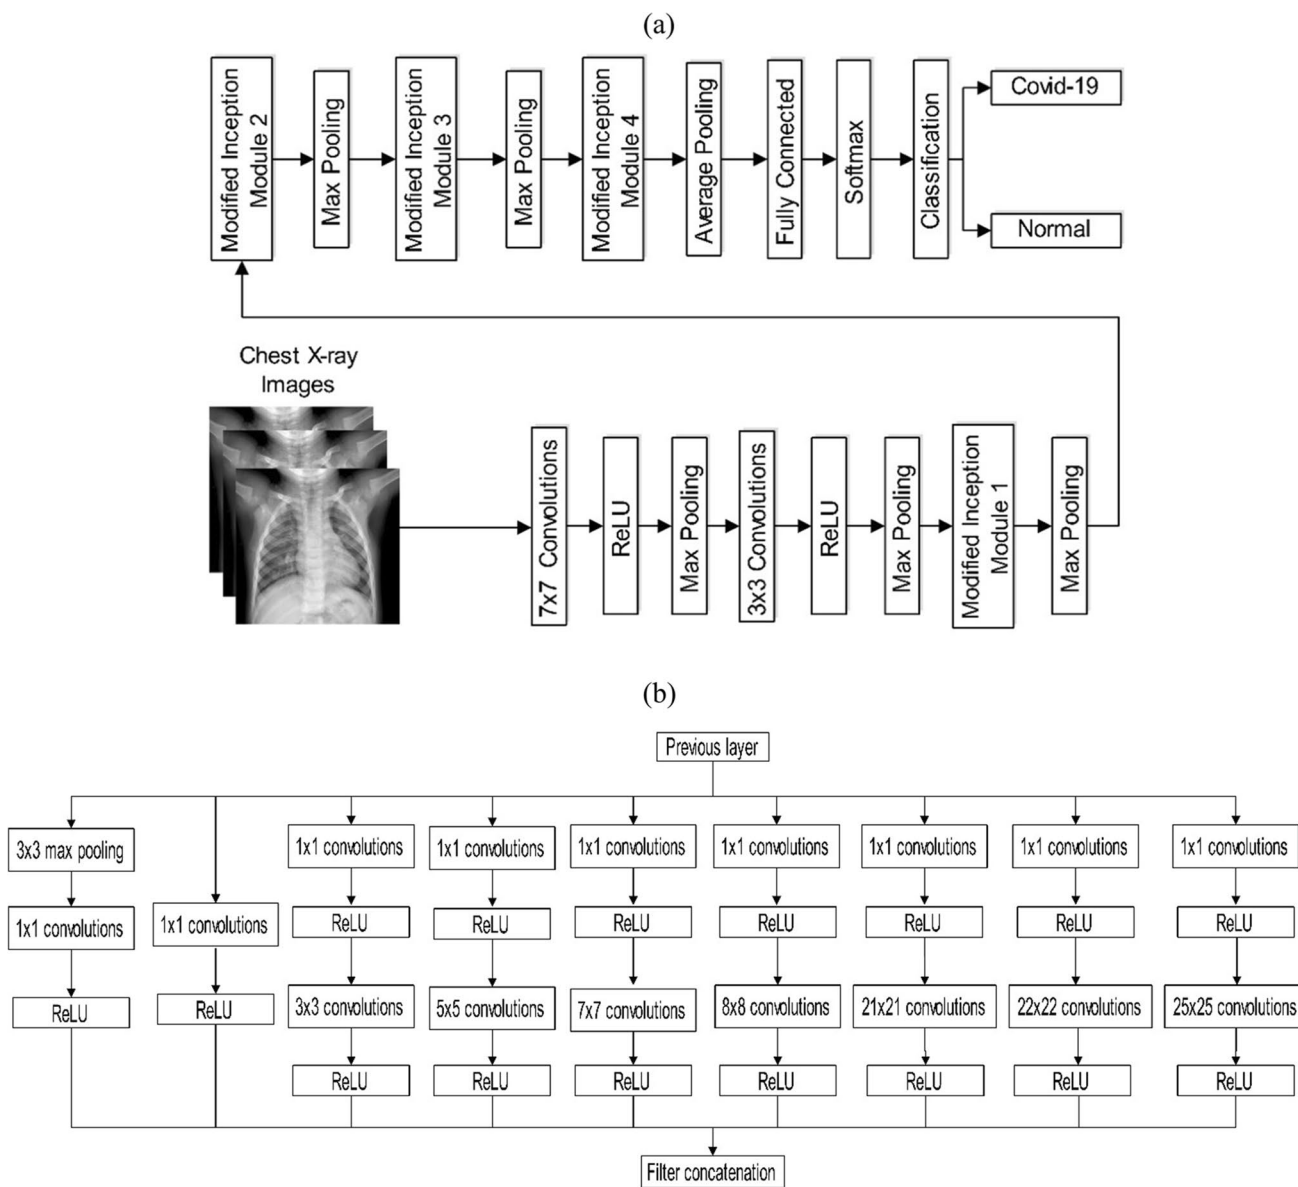 (a)
Modified Inception
Module 2
Max Pooling
Modified Inception
Module 3
Max Pooling
Modified Inception
Module 4
Average Pooling
Fully Connected
Softmax
Classification
Covid-19
Normal
Chest X-ray
Images
7x7 Convolutions
ReLU
Max Pooling
3x3 Convolutions
ReLU
Max Pooling
Modified Inception
Module 1
Max Pooling
(b)
Previous layer
3x3 max pooling
1x1 convolutions
ReLU
1x1 convolutions
ReLU
1x1 convolutions
ReLU
3x3 convolutions
ReLU
1x1 convolutions
ReLU
5x5 convolutions
ReLU
1x1 convolutions
ReLU
7x7 convolutions
ReLU
1x1 convolutions
ReLU
8x8 convolutions
ReLU
1x1 convolutions
ReLU
21x21 convolutions
ReLU
1x1 convolutions
ReLU
22x22 convolutions
ReLU
1x1 convolutions
ReLU
25x25 convolutions
ReLU
Filter concatenation